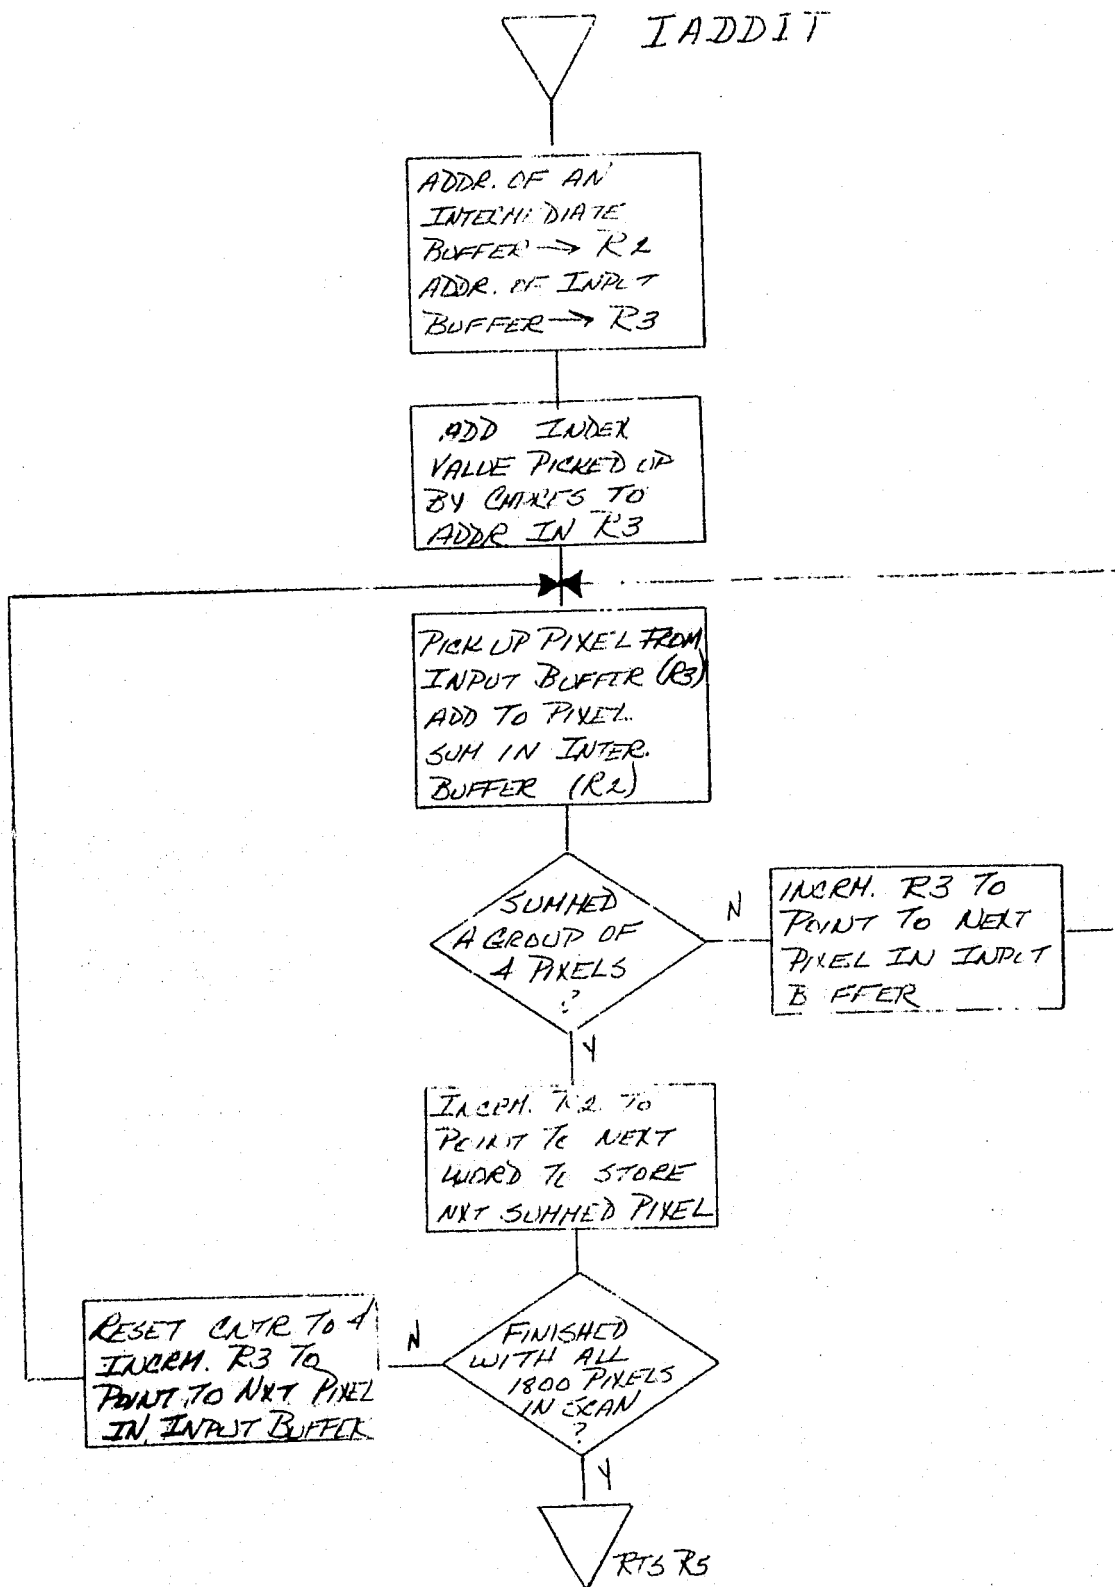 IADDIT
ADDR. OF AN
INTERMEDIATE
BUFFER → R2
ADDR. OF INPUT
BUFFER → R3
ADD INDEX
VALUE PICKED UP
BY TO
ADDR IN R3
PICK UP PIXEL FROM
INPUT BUFFER (R3)
ADD TO PIXEL
SUM IN INTER.
BUFFER (R2)
SUMMED
A GROUP OF
4 PIXELS
?
N
INCRM. R3 TO
POINT TO NEXT
PIXEL IN INPUT
B FFER
Y
INCRM. R2 TO
POINT TO NEXT
WORD TO STORE
NXT SUMMED PIXEL
FINISHED
WITH ALL
1800 PIXELS
IN SCAN
?
N
RESET CNTR TO 4
INCRM. R3 TO
POINT TO NXT PIXEL
IN INPUT BUFFER
Y
RTS R5